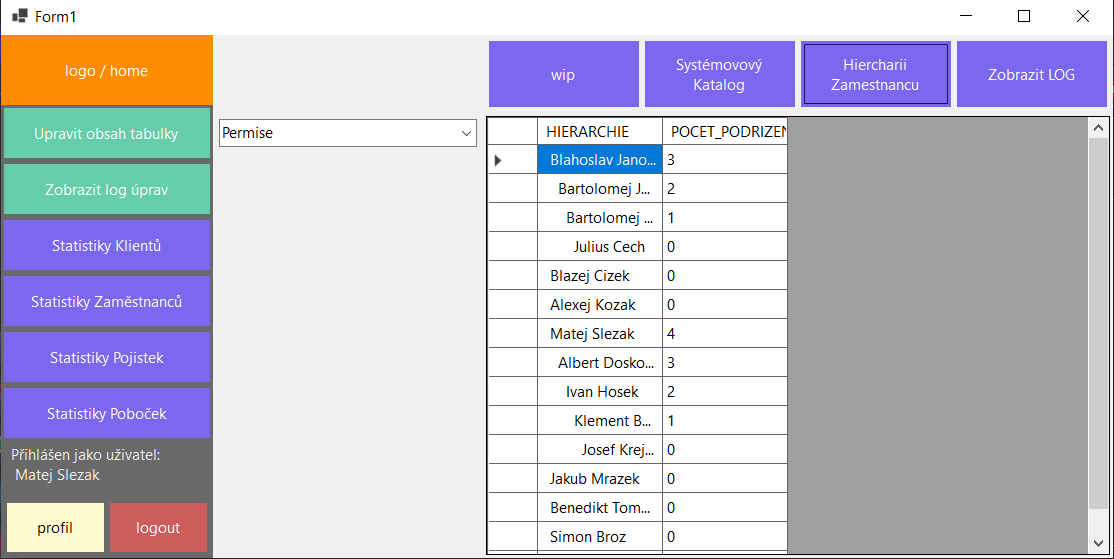 Form1
logo / home
Upravit obsah tabulky
Zobrazit log úprav
Statistiky Klientů
Statistiky Zaměstnanců
Statistiky Pojistek
Statistiky Poboček
Přihlášen jako uživatel:
Matej Slezak
profil
logout
Permise
wip
Systémovový
Katalog
Hiercharii
Zamestnancu
Zobrazit LOG
HIERARCHIE POCET_PODRIZEN
Blahoslav Jano... 3
Bartolomej J... 2
Bartolomej ... 1
Julius Cech 0
Blazej Cizek 0
Alexej Kozak 0
Matej Slezak 4
Albert Dosko... 3
Ivan Hosek 2
Klement B... 1
Josef Krej... 0
Jakub Mrazek 0
Benedikt Tom... 0
Simon Broz 0